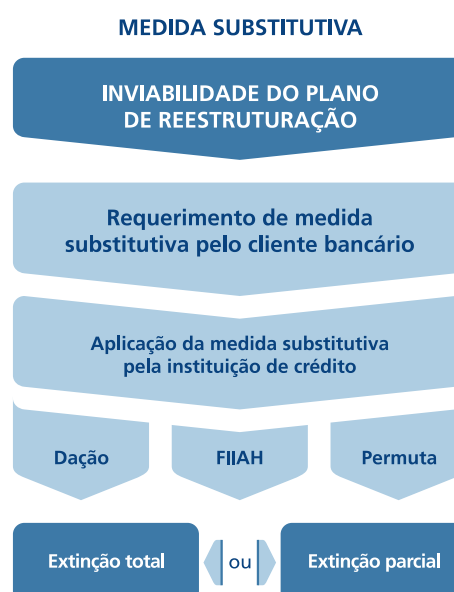 MEDIDA SUBSTITUTIVA
INVIABILIDADE DO PLANO
DE REESTRUTURAÇÃO
Requerimento de medida
substitutiva pelo cliente bancário
Aplicação da medida substitutiva
pela instituição de crédito
Dação
FIIAH
Permuta
Extinção total
ou
Extinção parcial